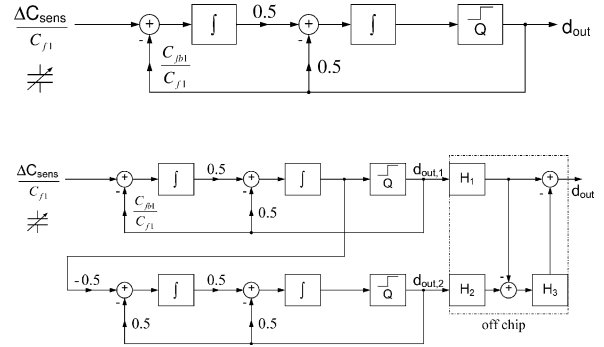 ΔC_sens / C_f1
+
-
∫
0.5
+
-
∫
Q
d_out
C_fb1 / C_f1
0.5
ΔC_sens / C_f1
+
-
∫
0.5
+
-
∫
Q
d_out,1
H_1
+
-
d_out
C_fb1 / C_f1
0.5
-0.5
+
-
∫
0.5
+
-
∫
Q
d_out,2
H_2
-
+
H_3
0.5
0.5
off chip